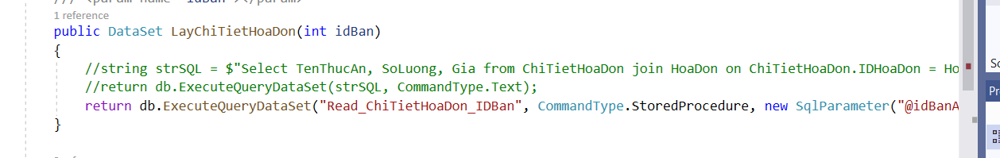 /// <param name="idBan"></param>
1 reference
public DataSet LayChiTietHoaDon(int idBan)
{
//string strSQL = $"Select TenThucAn, SoLuong, Gia from ChiTietHoaDon join HoaDon on ChiTietHoaDon.IDHoaDon = Ho
//return db.ExecuteQueryDataSet(strSQL, CommandType.Text);
return db.ExecuteQueryDataSet("Read_ChiTietHoaDon_IDBan", CommandType.StoredProcedure, new SqlParameter("@idBanA
}
So
Pr